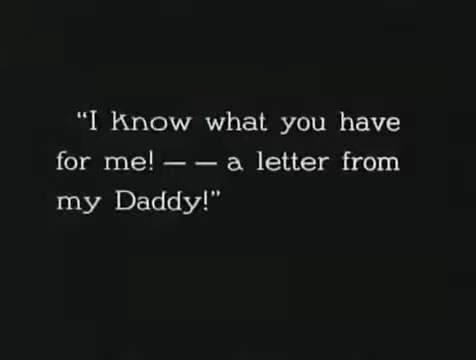 “I know what you have
for me! — — a letter from
my Daddy!”